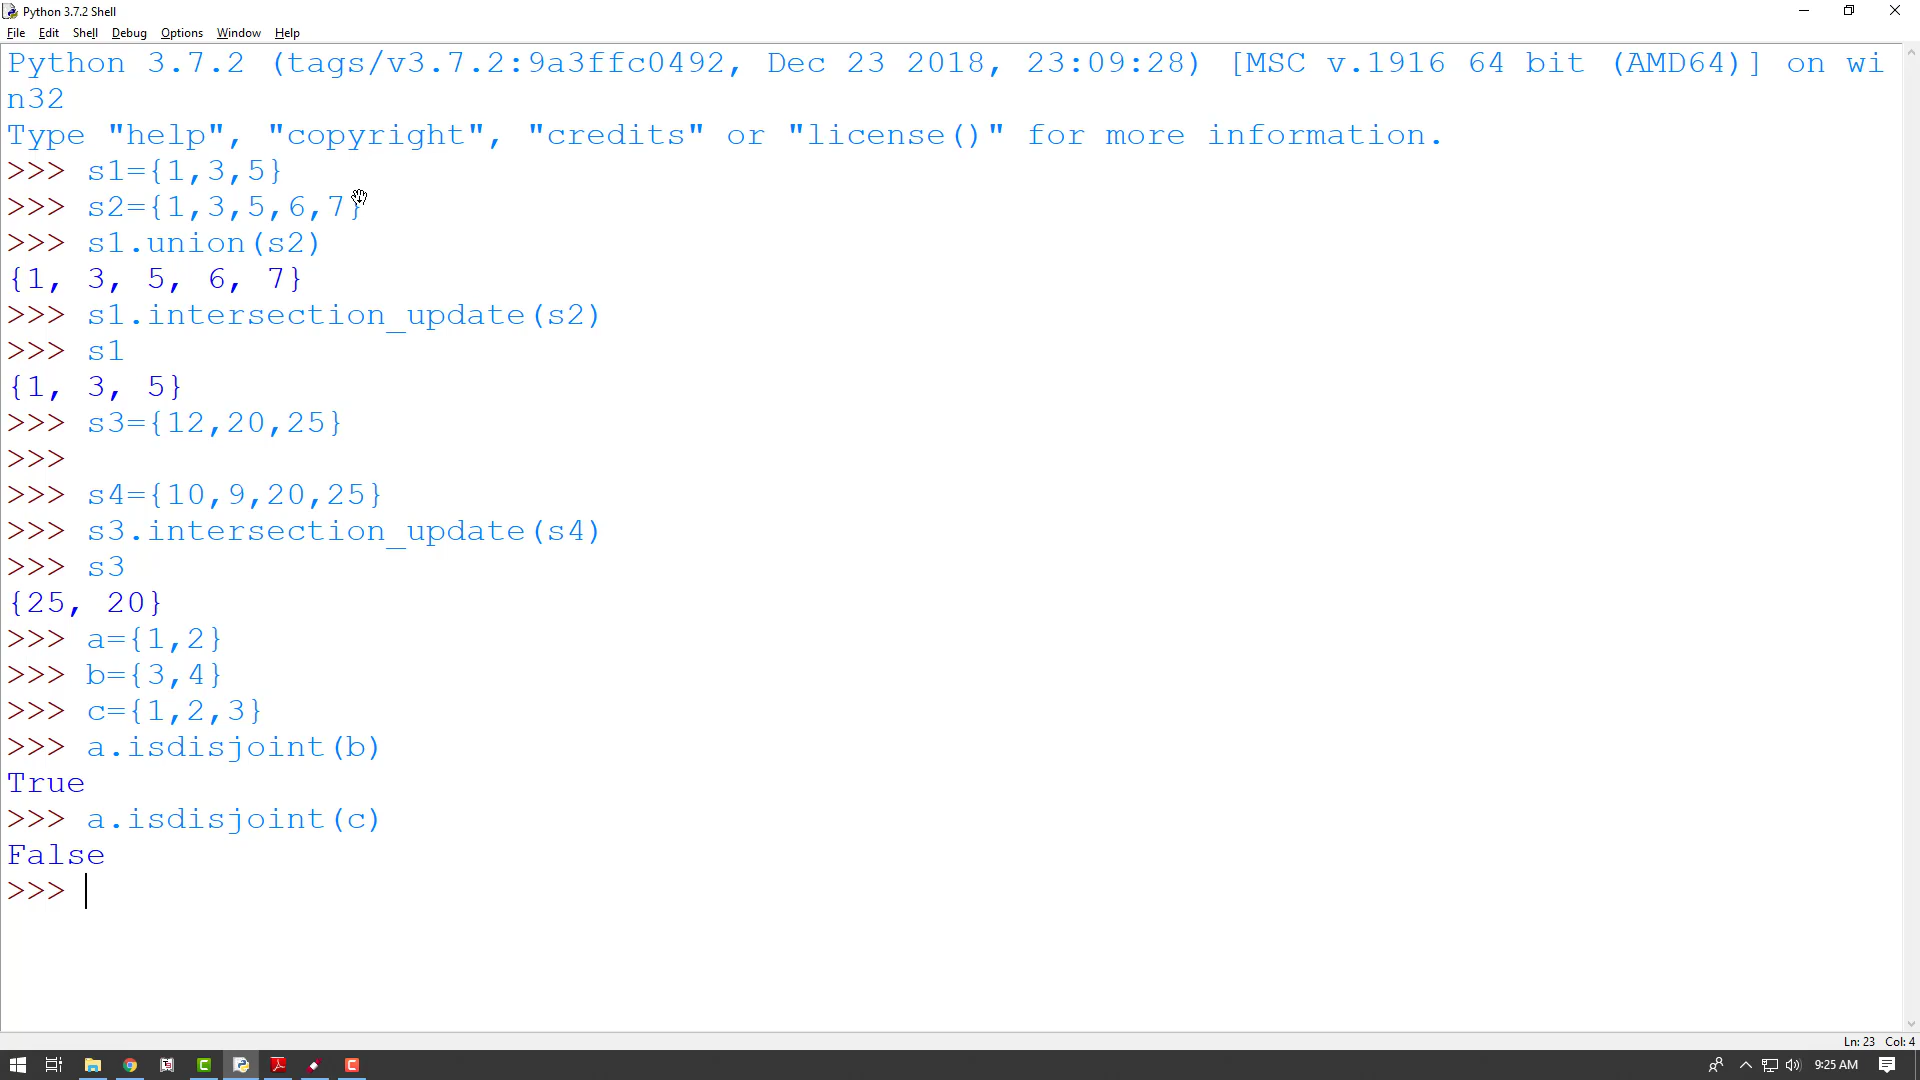 Python 3.7.2 Shell
File Edit Shell Debug Options Window Help
Python 3.7.2 (tags/v3.7.2:9a3ffc0492, Dec 23 2018, 23:09:28) [MSC v.1916 64 bit (AMD64)] on wi
n32
Type "help", "copyright", "credits" or "license()" for more information.
>>> s1={1,3,5}
>>> s2={1,3,5,6,7}
>>> s1.union(s2)
{1, 3, 5, 6, 7}
>>> s1.intersection_update(s2)
>>> s1
{1, 3, 5}
>>> s3={12,20,25}
>>>
>>> s4={10,9,20,25}
>>> s3.intersection_update(s4)
>>> s3
{25, 20}
>>> a={1,2}
>>> b={3,4}
>>> c={1,2,3}
>>> a.isdisjoint(b)
True
>>> a.isdisjoint(c)
False
>>>
Ln: 23 Col: 4
9:25 AM